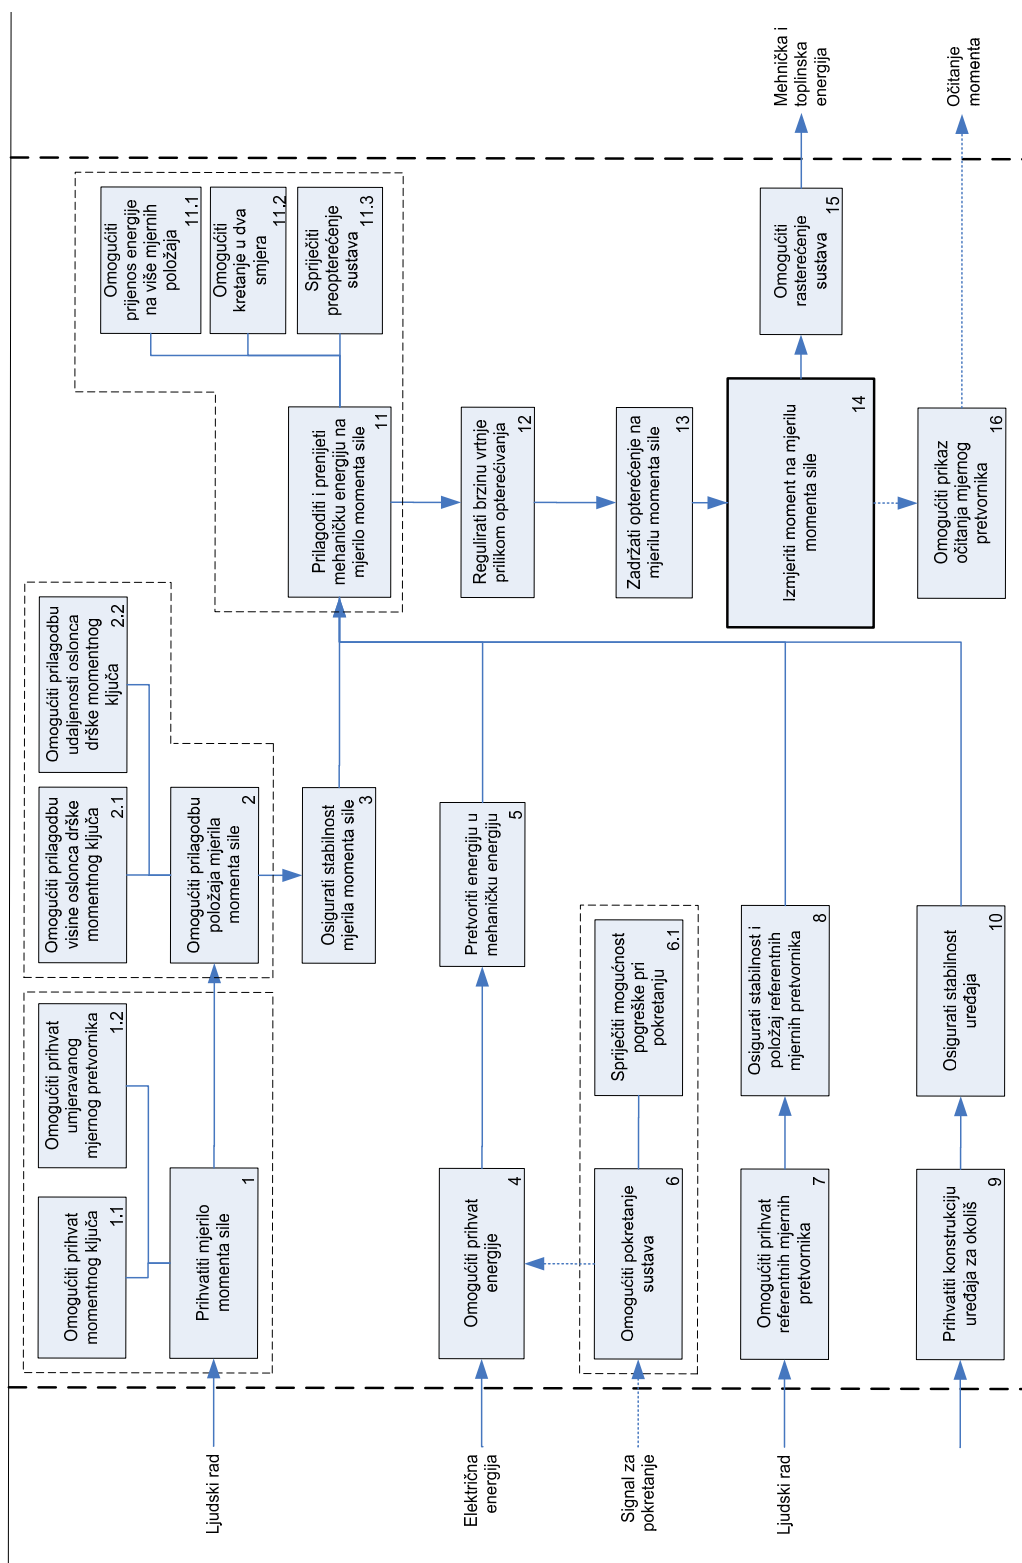 Ljudski rad
Prihvatiti mjerilo
momenta sile
1
Omogućiti prihvat
momentnog ključa
1.1
Omogućiti prihvat
umjeravanog
mjernog pretvornika
1.2
Omogućiti prilagodbu
položaja mjerila
momenta sile
2
Omogućiti prilagodbu
visine oslonca drške
momentnog ključa
2.1
Omogućiti prilagodbu
udaljenosti oslonca
drške momentnog
ključa
2.2
Osigurati stabilnost
mjerila momenta sile
3
Električna
energija
Omogućiti prihvat
energije
4
Pretvoriti energiju u
mehaničku energiju
5
Signal za
pokretanje
Omogućiti pokretanje
sustava
6
Spriječiti mogućnost
pogreške pri
pokretanju
6.1
Ljudski rad
Omogućiti prihvat
referentnih mjernih
pretvornika
7
Osigurati stabilnost i
položaj referentnih
mjernih pretvornika
8
Prihvatiti konstrukciju
uređaja za okoliš
9
Osigurati stabilnost
uređaja
10
Prilagoditi i prenijeti
mehaničku energiju na
mjerilo momenta sile
11
Omogućiti
prijenos energije
na više mjernih
položaja
11.1
Omogućiti
kretanje u dva
smjera
11.2
Spriječiti
preopterećenje
sustava
11.3
Regulirati brzinu vrtnje
prilikom opterećivanja
12
Zadržati opterećenje na
mjerilu momenta sile
13
Izmjeriti moment na mjerilu
momenta sile
14
Omogućiti
rasterećenje
sustava
15
Mehnička i
toplinska
energija
Omogućiti prikaz
očitanja mjernog
pretvornika
16
Očitanje
momenta